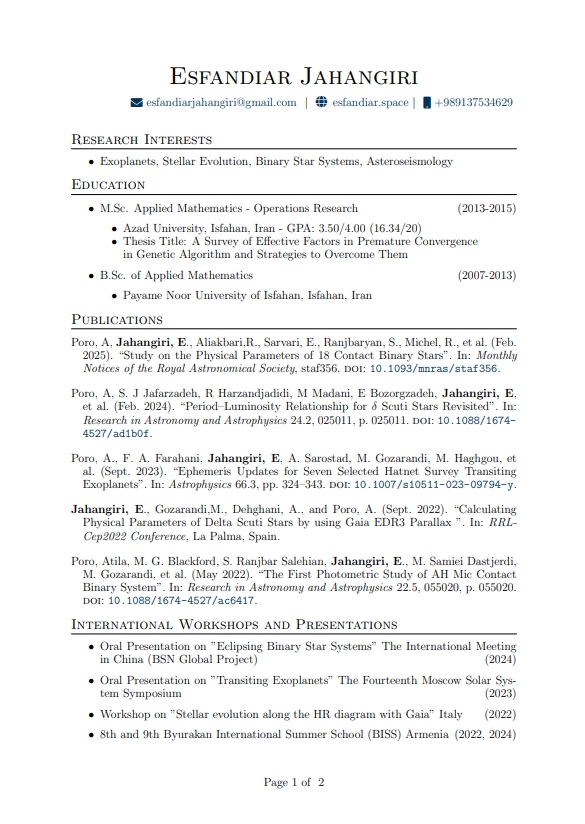 Esfandiar Jahangiri
esfandiarjahangiri@gmail.com | esfandiar.space | +989137534629
Research Interests
• Exoplanets, Stellar Evolution, Binary Star Systems, Asteroseismology
Education
• M.Sc. Applied Mathematics - Operations Research (2013-2015)
• Azad University, Isfahan, Iran - GPA: 3.50/4.00 (16.34/20)
• Thesis Title: A Survey of Effective Factors in Premature Convergence
in Genetic Algorithm and Strategies to Overcome Them
• B.Sc. of Applied Mathematics (2007-2013)
• Payame Noor University of Isfahan, Isfahan, Iran
Publications
Poro, A, Jahangiri, E., Aliakbari,R., Sarvari, E., Ranjbaryan, S., Michel, R., et al. (Feb.
2025). “Study on the Physical Parameters of 18 Contact Binary Stars”. In: Monthly
Notices of the Royal Astronomical Society, staf356. DOI: 10.1093/mnras/staf356.
Poro, A, S. J Jafarzadeh, R Harzandjadidi, M Madani, E Bozorgzadeh, Jahangiri, E,
et al. (Feb. 2024). “Period–Luminosity Relationship for δ Scuti Stars Revisited”. In:
Research in Astronomy and Astrophysics 24.2, 025011, p. 025011. DOI: 10.1088/1674-
4527/ad1b0f.
Poro, A., F. A. Farahani, Jahangiri, E, A. Sarostad, M. Gozarandi, M. Haghgou, et
al. (Sept. 2023). “Ephemeris Updates for Seven Selected Hatnet Survey Transiting
Exoplanets”. In: Astrophysics 66.3, pp. 324–343. DOI: 10.1007/s10511-023-09794-y.
Jahangiri, E., Gozarandi,M., Dehghani, A., and Poro, A. (Sept. 2022). “Calculating
Physical Parameters of Delta Scuti Stars by using Gaia EDR3 Parallax ”. In: RRL-
Cep2022 Conference, La Palma, Spain.
Poro, Atila, M. G. Blackford, S. Ranjbar Salehian, Jahangiri, E., M. Samiei Dastjerdi,
M. Gozarandi, et al. (May 2022). “The First Photometric Study of AH Mic Contact
Binary System”. In: Research in Astronomy and Astrophysics 22.5, 055020, p. 055020.
DOI: 10.1088/1674-4527/ac6417.
International Workshops and Presentations
• Oral Presentation on ”Eclipsing Binary Star Systems” The International Meeting
in China (BSN Global Project) (2024)
• Oral Presentation on ”Transiting Exoplanets” The Fourteenth Moscow Solar Sys-
tem Symposium (2023)
• Workshop on ”Stellar evolution along the HR diagram with Gaia” Italy (2022)
• 8th and 9th Byurakan International Summer School (BISS) Armenia (2022, 2024)
Page 1 of 2